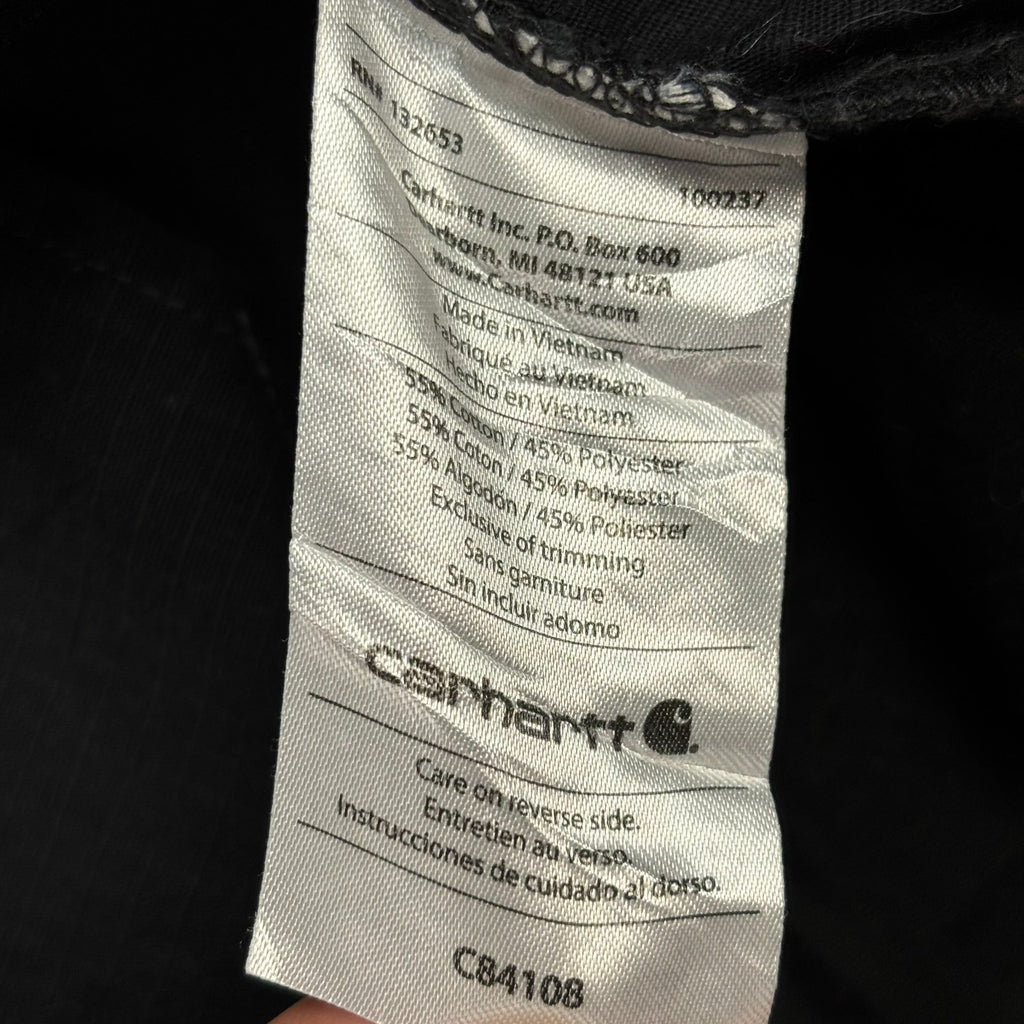 RN# 132653
100237
Carhartt Inc. P.O. Box 600
Dearborn, MI 48121 USA
www.Carhartt.com
Made in Vietnam
Fabrique au Vietnam
Hecho en Vietnam
55% Cotton / 45% Polyester
55% Coton / 45% Polyester
55% Algodon / 45% Poliester
Exclusive of trimming
Sans garniture
Sin incluir adorno
carhartt
Care on reverse side.
Entretien au verso.
Instrucciones de cuidado al dorso.
C84108